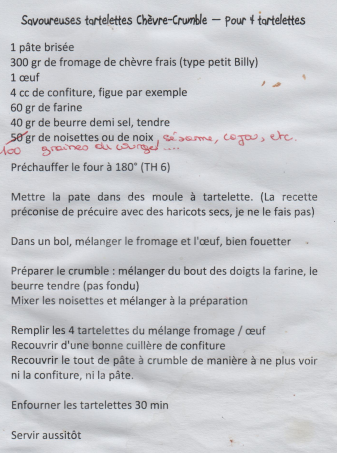 Savoureuses tartelettes Chèvre-Crumble – pour 4 tartelettes
1 pâte brisée
300 gr de fromage de chèvre frais (type petit Billy)
1 œuf
4 cc de confiture, figue par exemple
60 gr de farine
40 gr de beurre demi sel, tendre
50 gr de noisettes ou de noix, sésame, cajou, etc.
100 graines de courge/....
Préchauffer le four à 180° (TH 6)
Mettre la pate dans des moule à tartelette. (La recette
préconise de précuire avec des haricots secs, je ne le fais pas)
Dans un bol, mélanger le fromage et l'œuf, bien fouetter
Préparer le crumble : mélanger du bout des doigts la farine, le
beurre tendre (pas fondu)
Mixer les noisettes et mélanger à la préparation
Remplir les 4 tartelettes du mélange fromage / œuf
Recouvrir d'une bonne cuillère de confiture
Recouvrir le tout de pâte à crumble de manière à ne plus voir
ni la confiture, ni la pâte.
Enfourner les tartelettes 30 min
Servir aussitôt